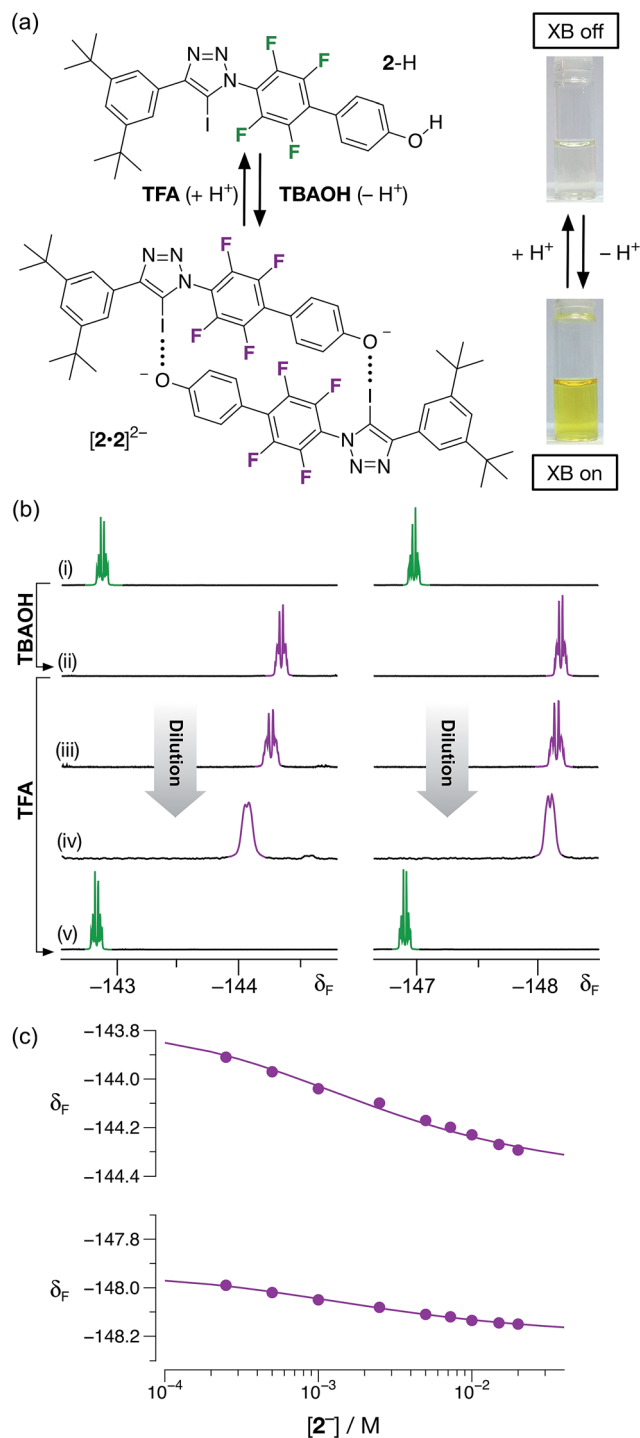 (a)
XB off
N N
N
N
F
F
2-H
I
F
F
O
H
TFA (+ H⁺)
TBAOH (– H⁺)
+ H⁺
– H⁺
N N
N
N
F
F
I
F
F
O⁻
⁻O
F
F
I
[2•2]²⁻
F
F
N
N N
XB on
(b)
(i)
TBAOH
(ii)
(iii)
Dilution
Dilution
TFA
(iv)
(v)
–143
–144
δF
–147
–148
δF
(c)
–143.8
–144.0
δF
–144.2
–144.4
–147.8
δF
–148.0
–148.2
10⁻⁴
10⁻³
10⁻²
[2⁻] / M